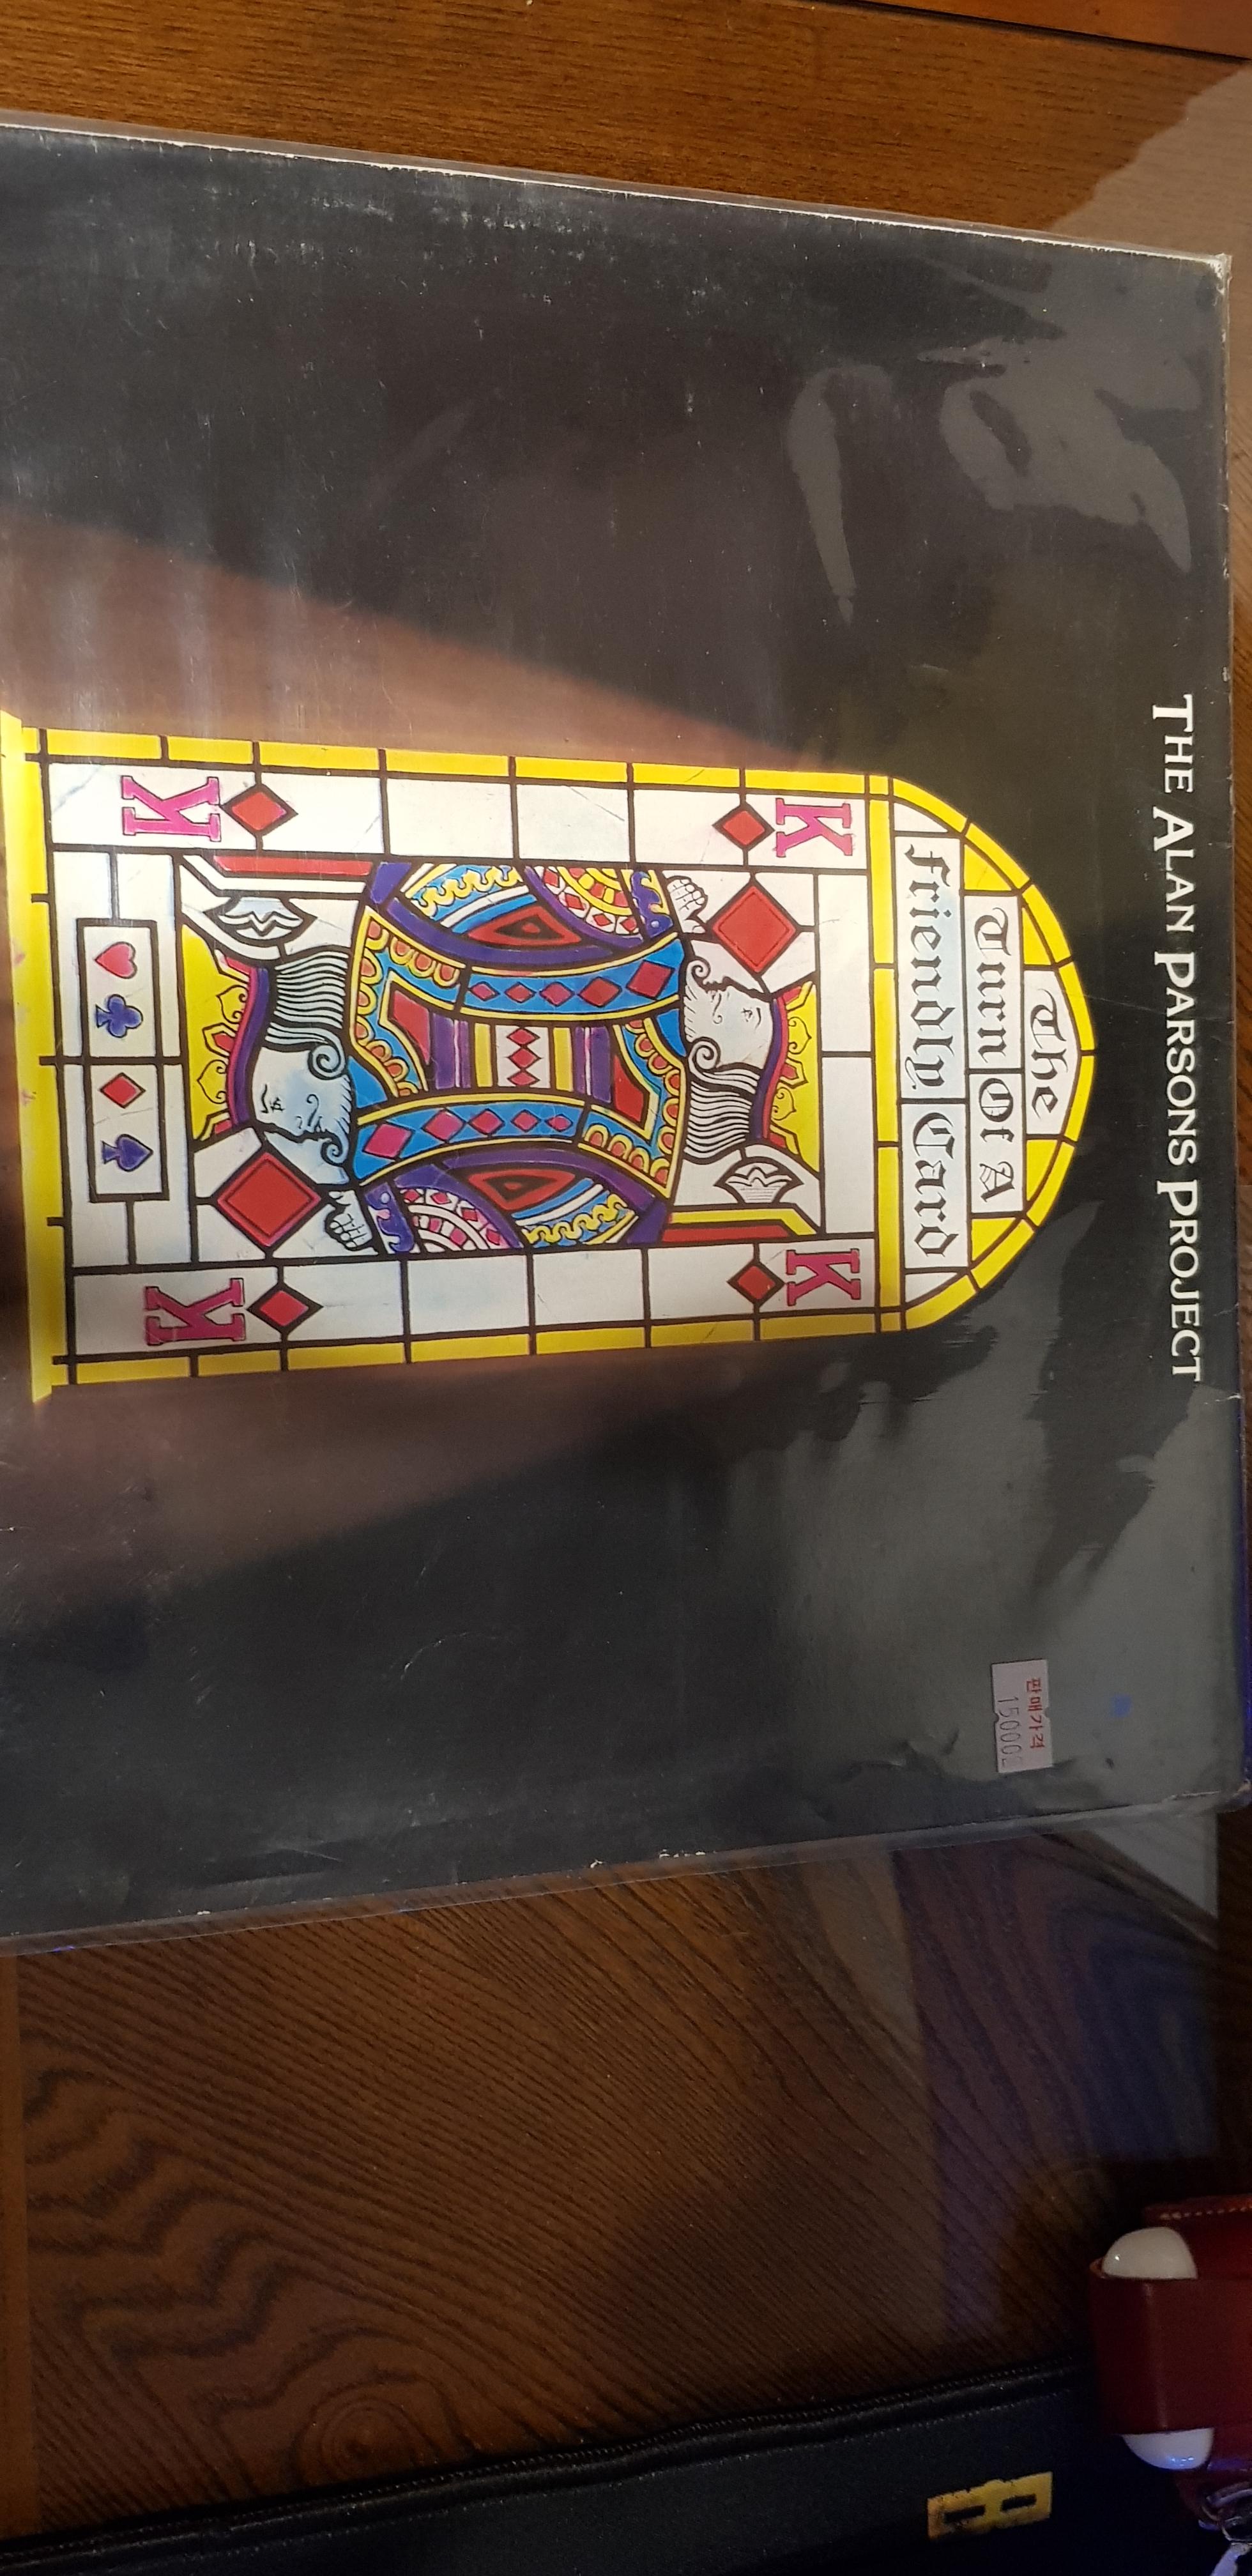 THE ALAN PARSONS PROJECT
The
Turn Of A
Friendly Card
K
K
K
K
판매가격
15000